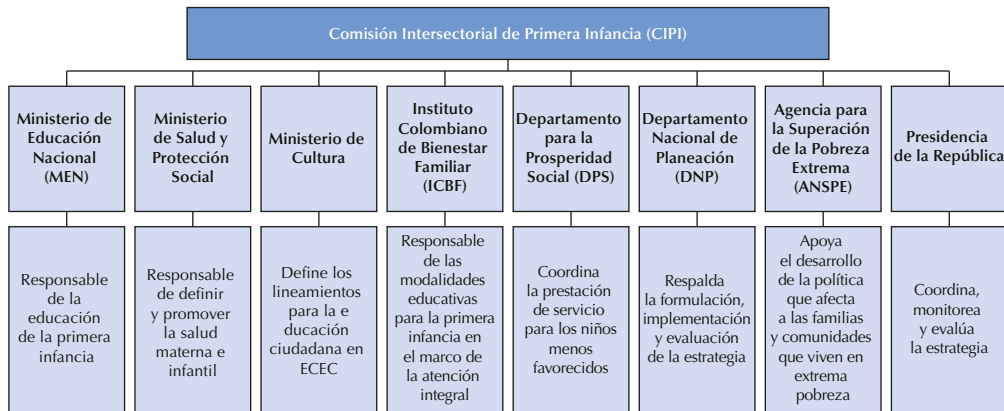 Comisión Intersectorial de Primera Infancia (CIPI)
Ministerio de
Educación
Nacional
(MEN)
Ministerio
de Salud y
Protección
Social
Ministerio de
Cultura
Instituto
Colombiano
de Bienestar
Familiar
(ICBF)
Departamento
para la
Prosperidad
Social (DPS)
Departamento
Nacional de
Planeación
(DNP)
Agencia para
la Superación
de la Pobreza
Extrema
(ANSPE)
Presidencia
de la República
Responsable
de la
educación
de la primera
infancia
Responsable
de definir
y promover
la salud
materna e
infantil
Define los
lineamientos
para la e
ducación
ciudadana en
ECEC
Responsable
de las
modalidades
educativas
para la primera
infancia en
el marco de
la atención
integral
Coordina
la prestación
de servicio
para los niños
menos
favorecidos
Respalda
la formulación,
implementación
y evaluación
de la estrategia
Apoya
el desarrollo
de la política
que afecta
a las familias
y comunidades
que viven en
extrema
pobreza
Coordina,
monitorea
y evalúa
la estrategia